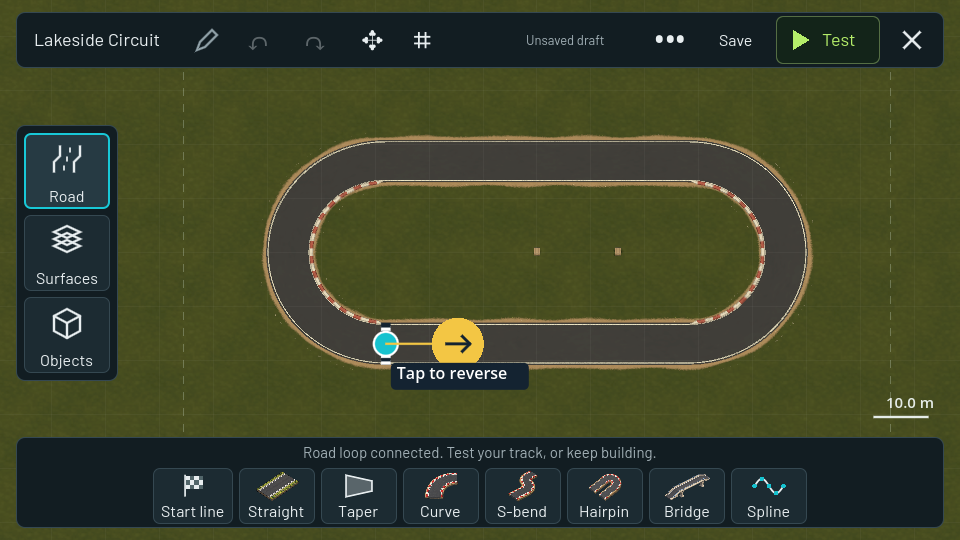 Lakeside Circuit
Unsaved draft
Save
Test
Road
Surfaces
Objects
Tap to reverse
10.0 m
Road loop connected. Test your track, or keep building.
Start line
Straight
Taper
Curve
S-bend
Hairpin
Bridge
Spline